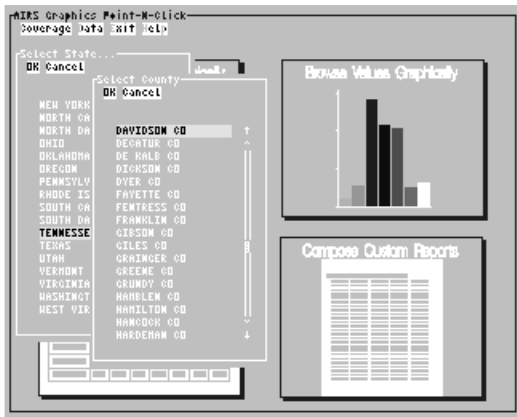 AIRS Graphics Point-N-Click
Coverage Data Exit Help
Select State...
OK Cancel
NEW YORK
NORTH CA
NORTH DA
OHIO
OKLAHOMA
OREGON
PENNSYLV
RHODE IS
SOUTH CA
SOUTH DA
TENNESSE
TEXAS
UTAH
VERMONT
VIRGINIA
WASHINGT
WEST VIR
Select County
OK Cancel
DAVIDSON CO
DECATUR CO
DE KALB CO
DICKSON CO
DYER CO
FAYETTE CO
FENTRESS CO
FRANKLIN CO
GIBSON CO
GILES CO
GRAINGER CO
GREENE CO
GRUNDY CO
HAMBLEN CO
HAMILTON CO
HANCOCK CO
HARDEMAN CO
Browse Values Graphically
Compose Custom Reports